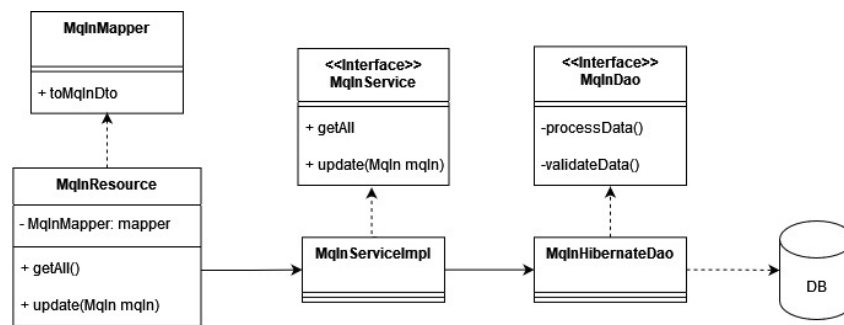 MqInMapper
+ toMqInDto
<<Interface>>
MqInService
+ getAll
+ update(MqIn mqIn)
<<Interface>>
MqInDao
-processData()
-validateData()
MqInResource
- MqInMapper: mapper
+ getAll()
+ update(MqIn mqIn)
MqInServiceImpl
MqInHibernateDao
DB